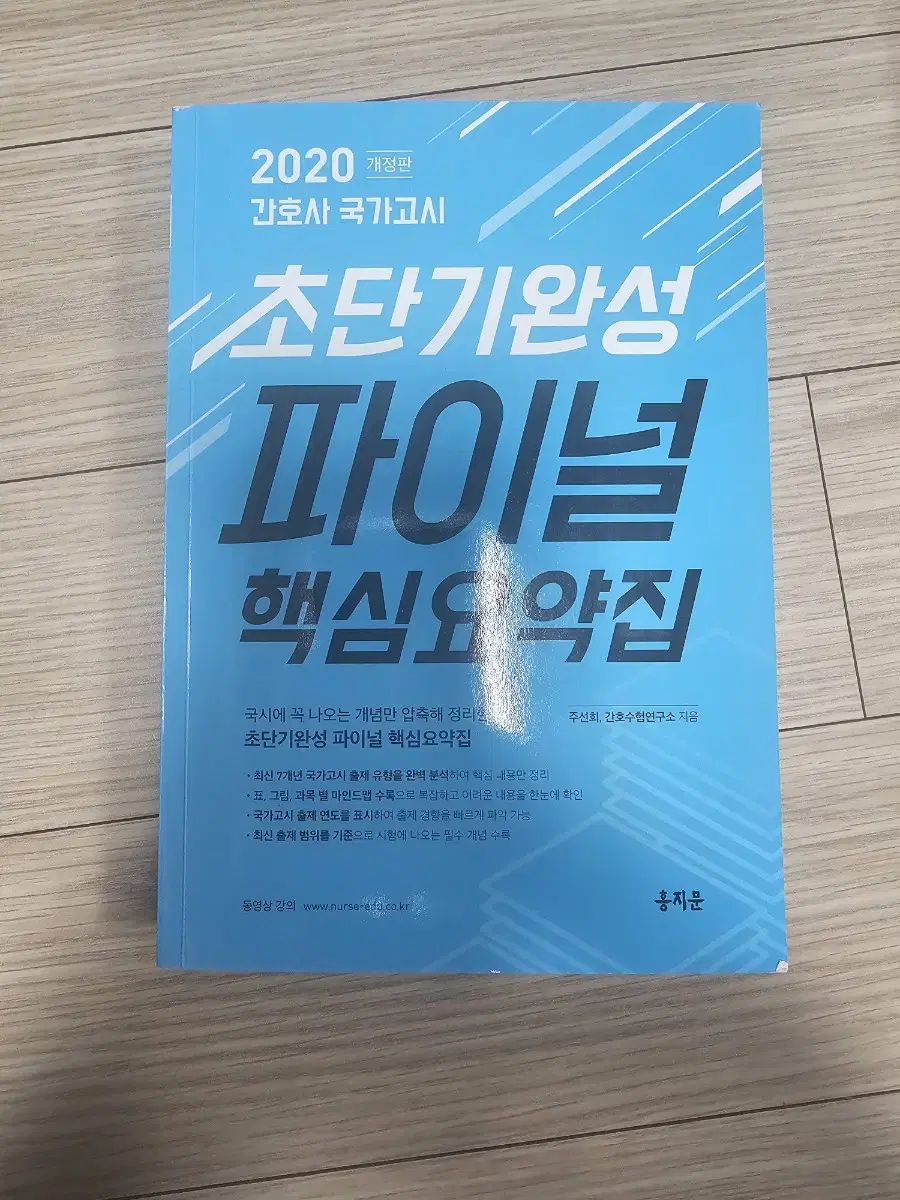 2020 개정판
간호사 국가고시
초단기완성
파이널
핵심요약집
국시에 꼭 나오는 개념만 압축해 정리한
초단기완성 파이널 핵심요약집
주선희, 간호수험연구소 지음
• 최신 7개년 국가고시 출제 유형을 완벽 분석하여 핵심 내용만 정리
• 표, 그림, 과목 별 마인드맵 수록으로 복잡하고 어려운 내용을 한눈에 확인
• 국가고시 출제 연도를 표시하여 출제 경향을 빠르게 파악 가능
• 최신 출제 범위를 기준으로 시험에 나오는 필수 개념 수록
동영상 강의 www.nurse-edu.co.kr
홍지문